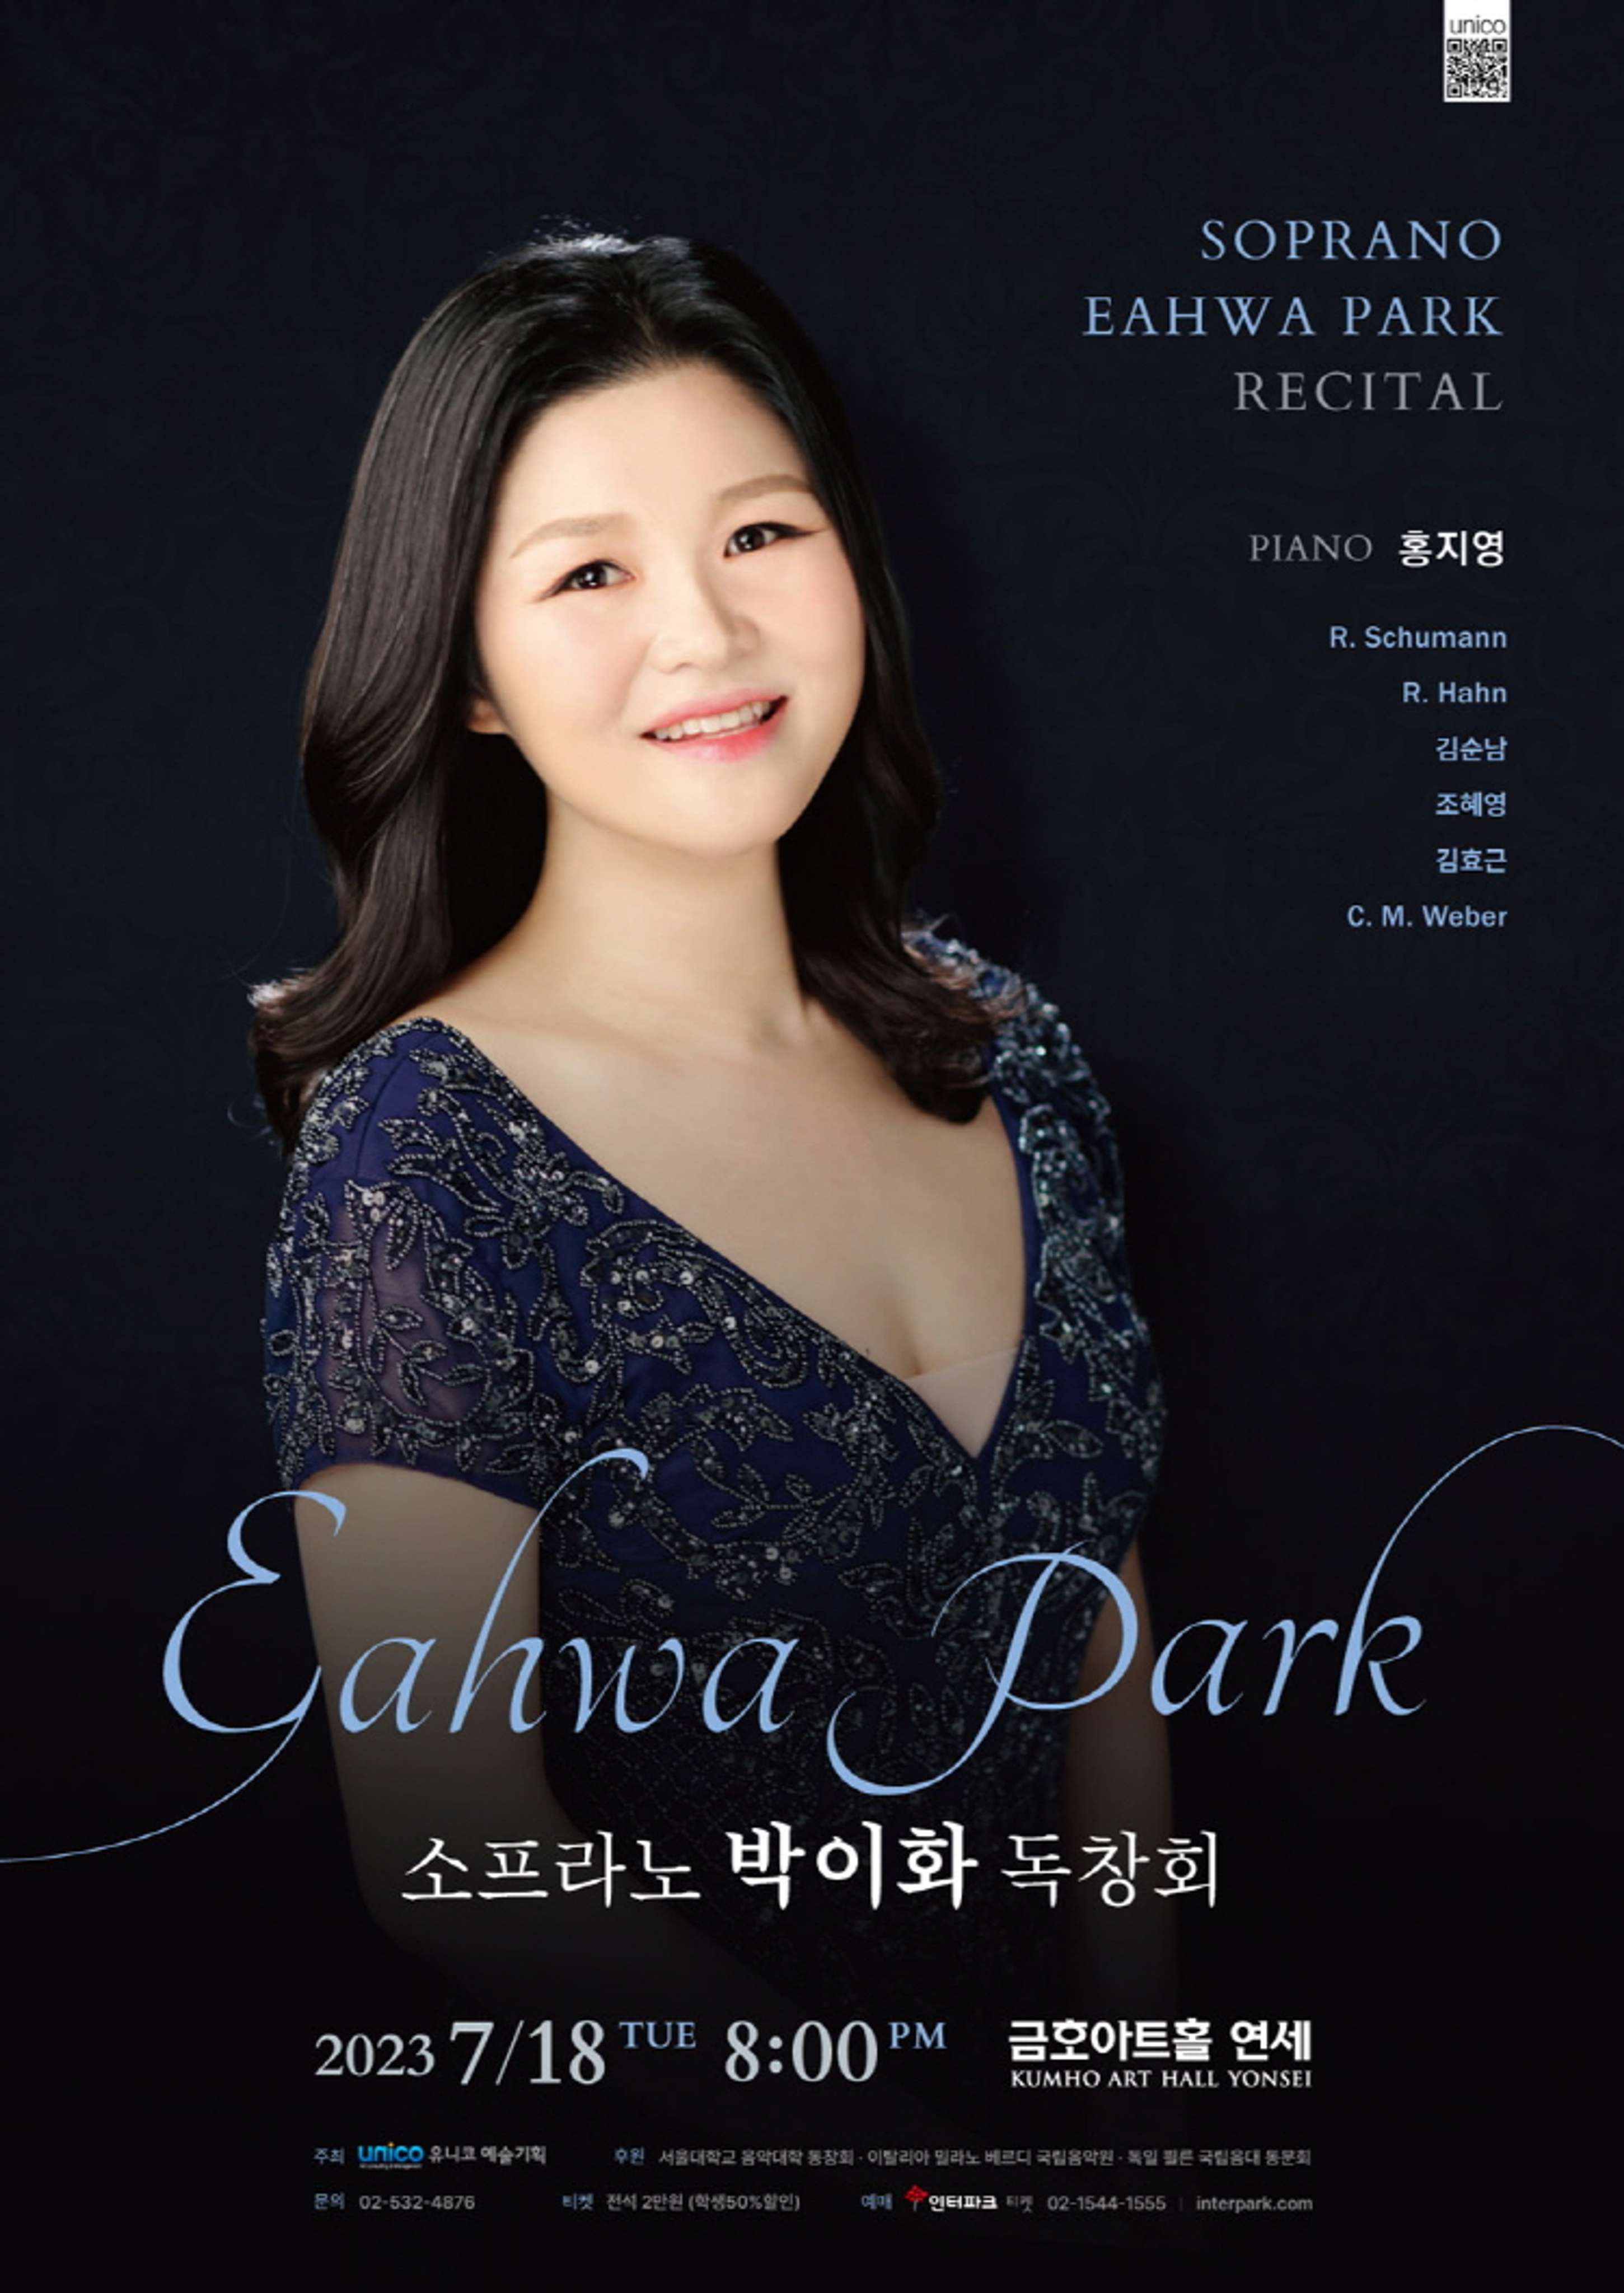 unico
SOPRANO
EAHWA PARK
RECITAL
PIANO 홍지영
R. Schumann
R. Hahn
김순남
조혜영
김효근
C. M. Weber
Eahwa Park
소프라노 박이화 독창회
2023 7/18 TUE 8:00 PM 금호아트홀 연세
KUMHO ART HALL YONSEI
주최 unico 유니코 예술기획 후원 서울대학교 음악대학 동창회 · 이탈리아 밀라노 베르디 국립음악원 · 독일 쾰른 국립음대 동문회
문의 02-532-4876 티켓 전석 2만원 (학생50%할인) 예매 인터파크 티켓 02-1544-1555 | interpark.com